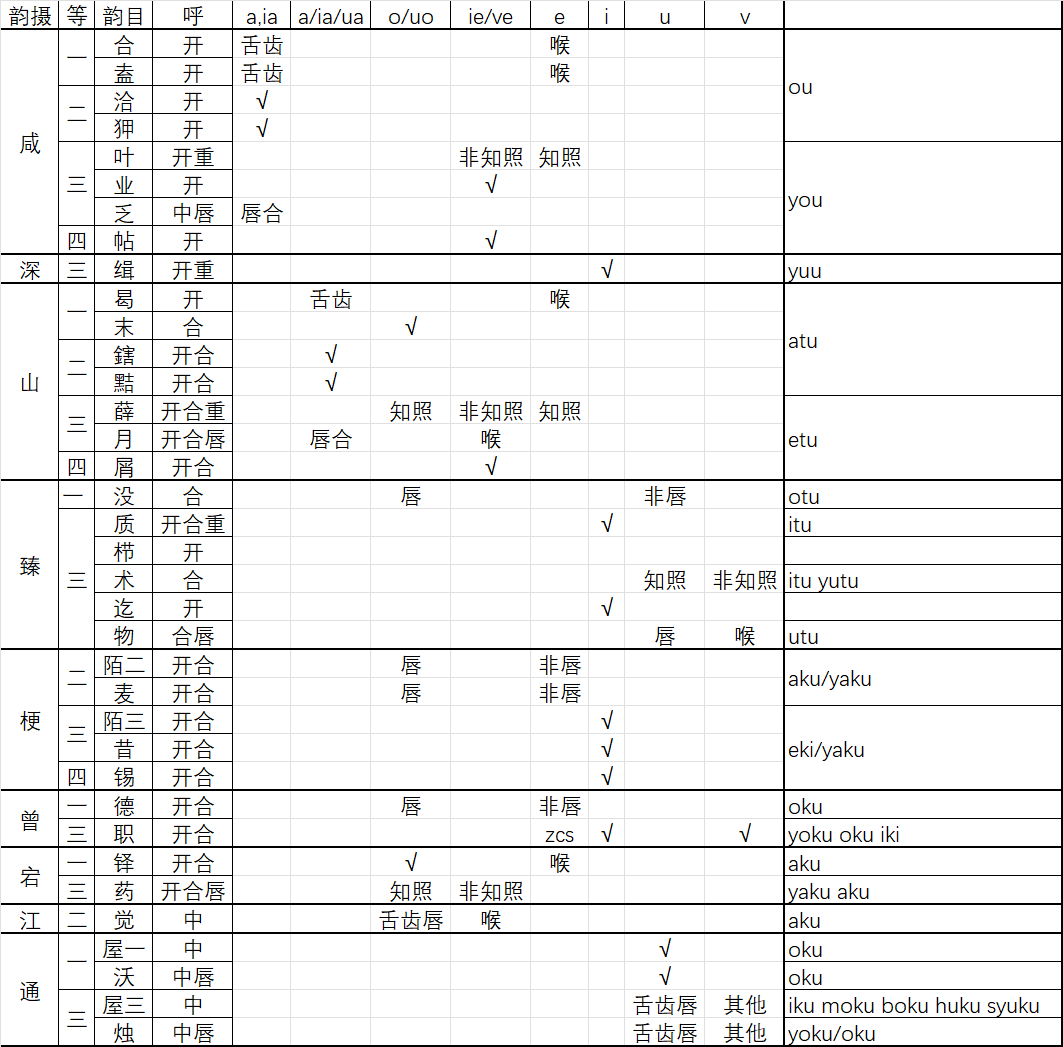 韵摄 等 韵目 呼 a,ia a/ia/ua o/uo ie/ve e i u v
咸 一 合 开 舌齿 喉 ou
盍 开 舌齿 喉
二 洽 开 √
狎 开 √
三 叶 开重 非知照 知照 you
业 开 √
乏 中唇 唇合
四 帖 开 √
深 三 缉 开重 √ yuu
山 一 曷 开 舌齿 喉 atu
末 合 √
二 鎋 开合 √
黠 开合 √
三 薛 开合重 知照 非知照 知照 etu
月 开合唇 唇合 喉
四 屑 开合 √
臻 一 没 合 唇 非唇 otu
三 质 开合重 √ itu
栉 开
术 合 知照 非知照 itu yutu
迄 开 √
物 合唇 唇 喉 utu
梗 二 陌二 开合 唇 非唇 aku/yaku
麦 开合 唇 非唇
三 陌三 开合 √ eki/yaku
昔 开合 √
四 锡 开合 √
曾 一 德 开合 唇 非唇 oku
三 职 开合 zcs √ √ yoku oku iki
宕 一 铎 开合 √ 喉 aku
三 药 开合唇 知照 非知照 yaku aku
江 二 觉 中 舌齿唇 喉 aku
通 一 屋一 中 √ oku
沃 中唇 √ oku
三 屋三 中 舌齿唇 其他 iku moku boku huku syuku
烛 中唇 舌齿唇 其他 yoku/oku